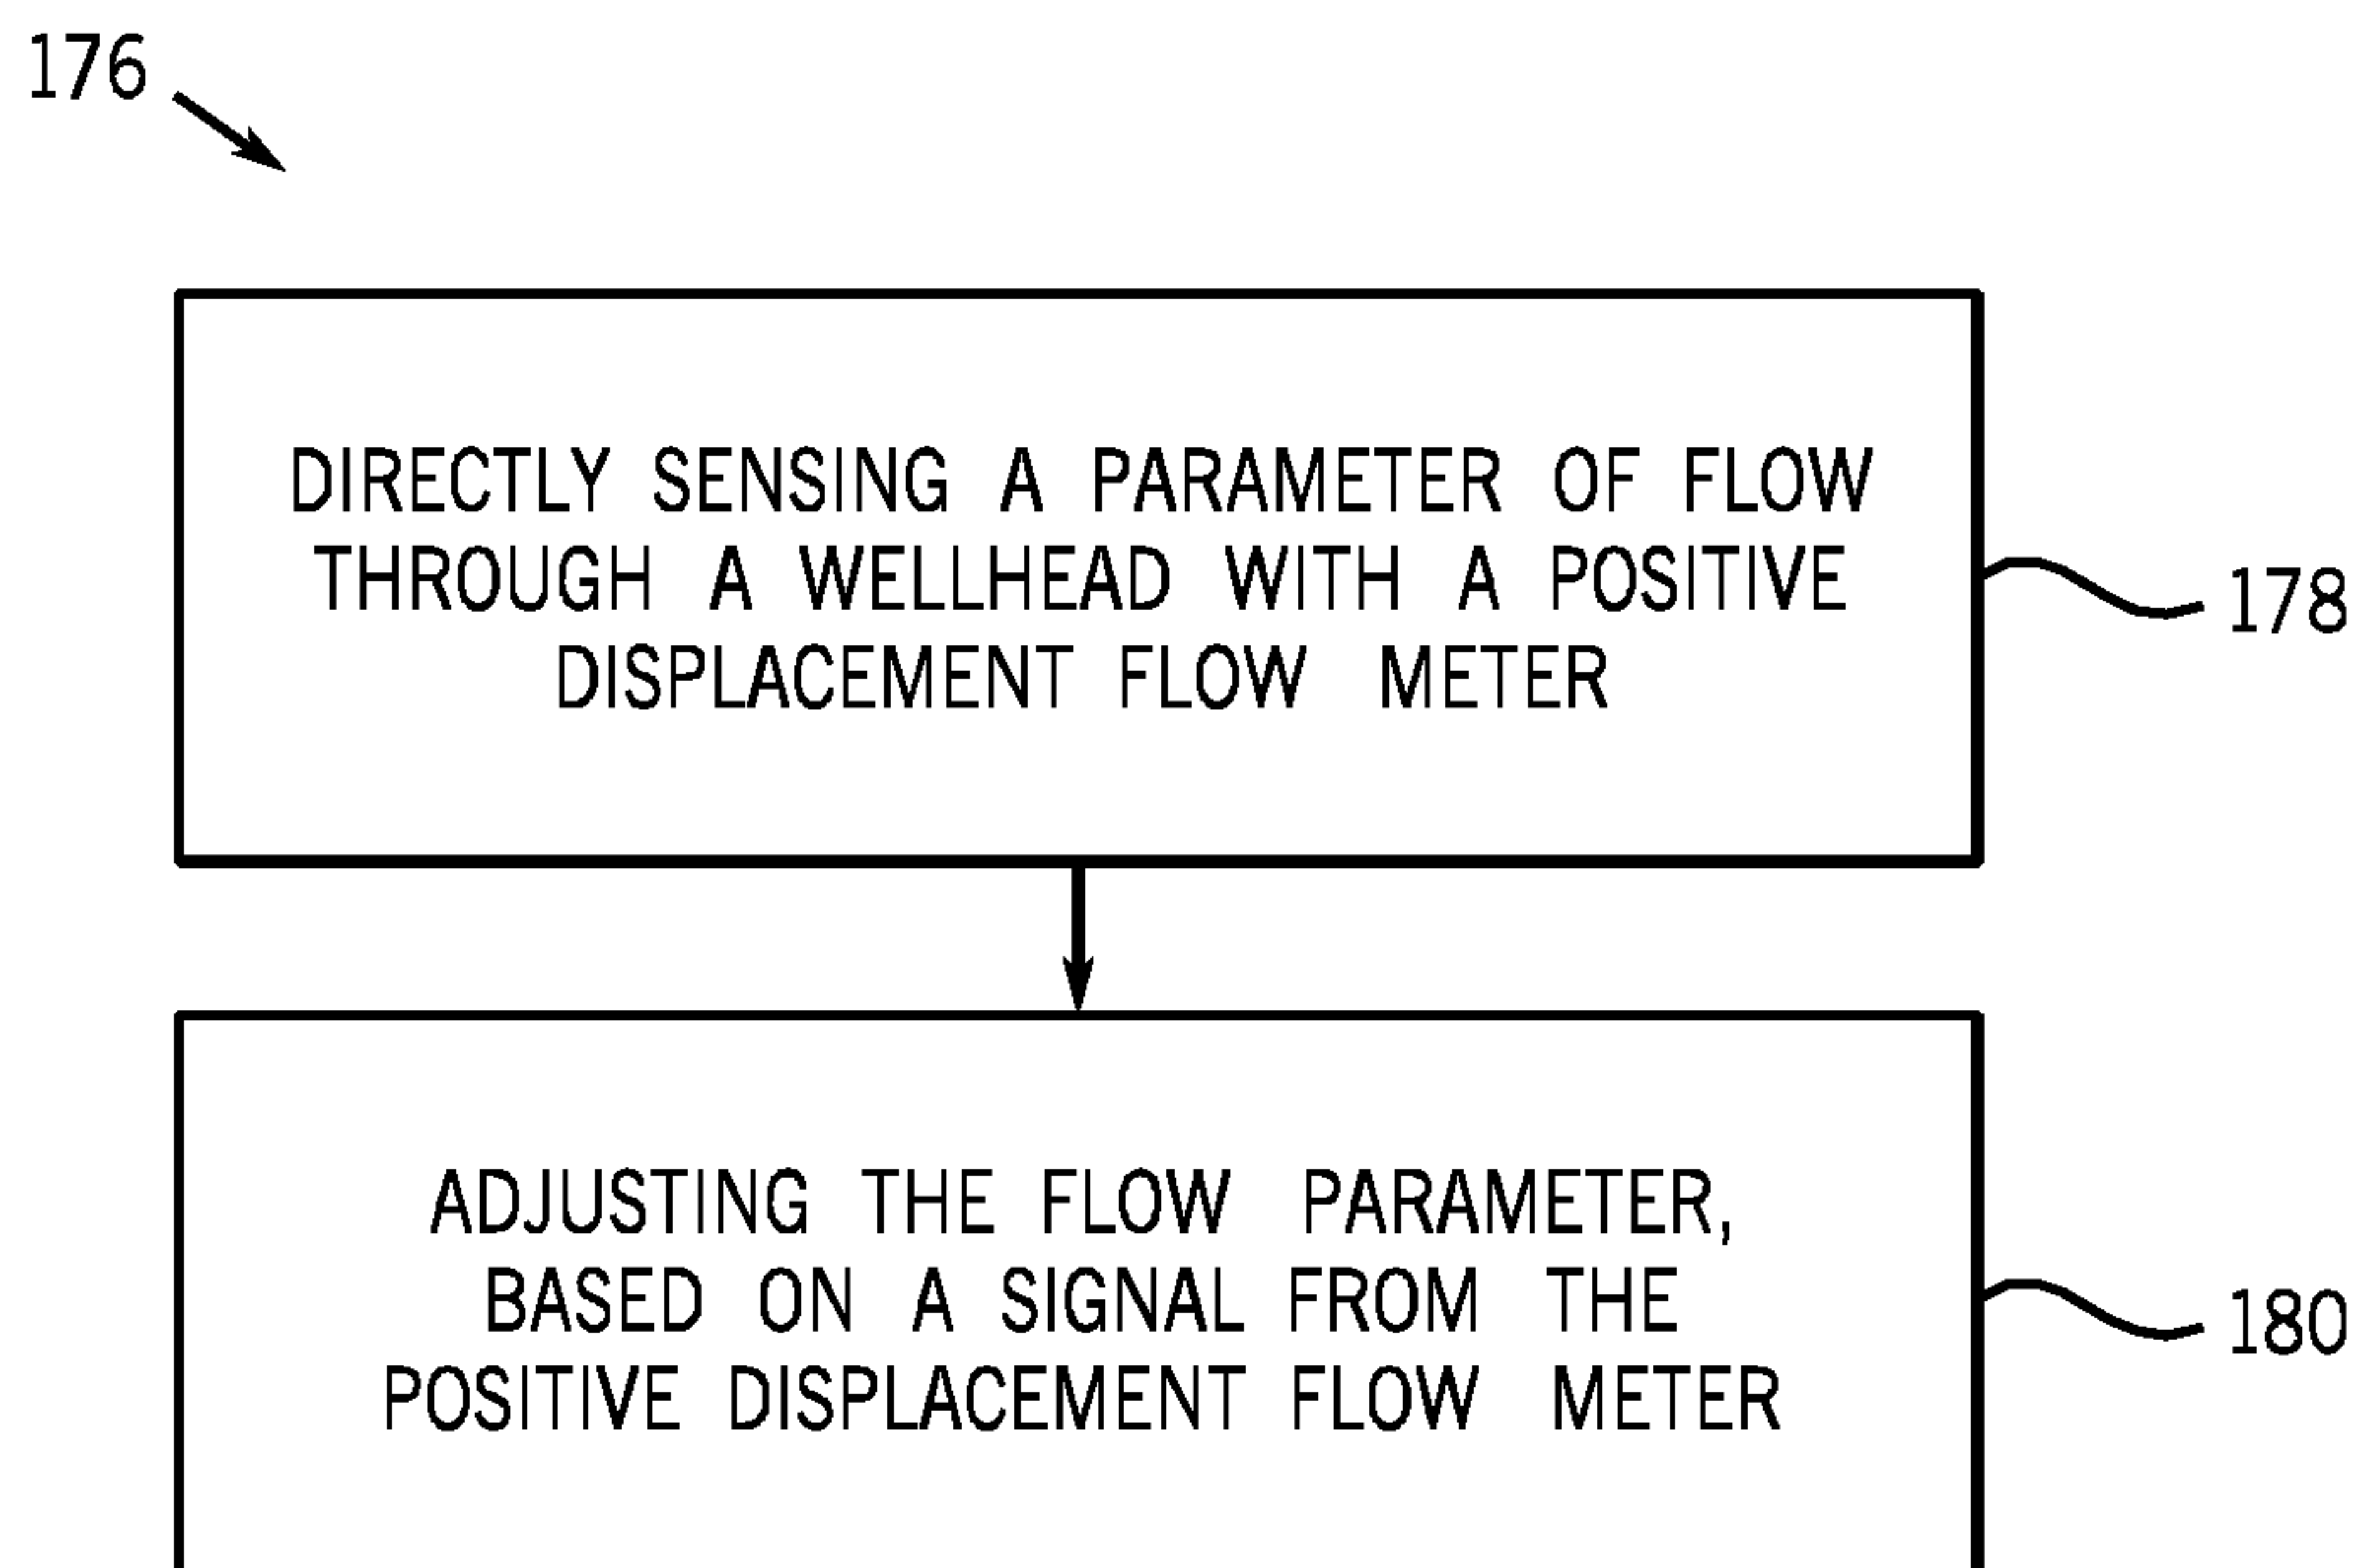 176
DIRECTLY SENSING A PARAMETER OF FLOW
THROUGH A WELLHEAD WITH A POSITIVE
DISPLACEMENT FLOW METER
178
ADJUSTING THE FLOW PARAMETER,
BASED ON A SIGNAL FROM THE
POSITIVE DISPLACEMENT FLOW METER
180